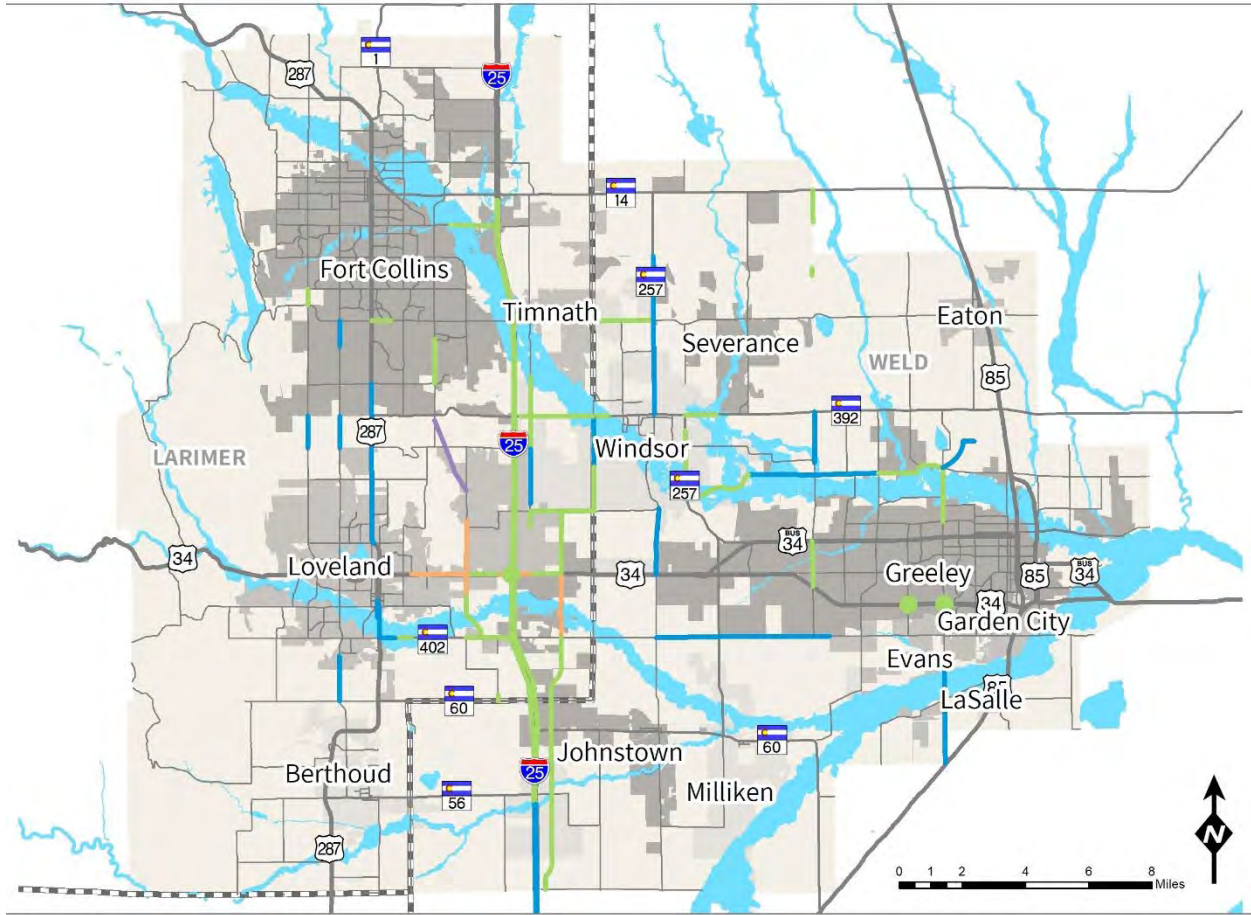 1
287
25
14
Fort Collins
257
Timnath
Eaton
Severance
WELD
85
392
287
25
Windsor
LARIMER
257
BUS
34
34
Loveland
34
Greeley
85
BUS
34
34
Garden City
402
Evans
85
LaSalle
60
60
Johnstown
25
Berthoud
56
Milliken
287
N
0 1 2 4 6 8
Miles